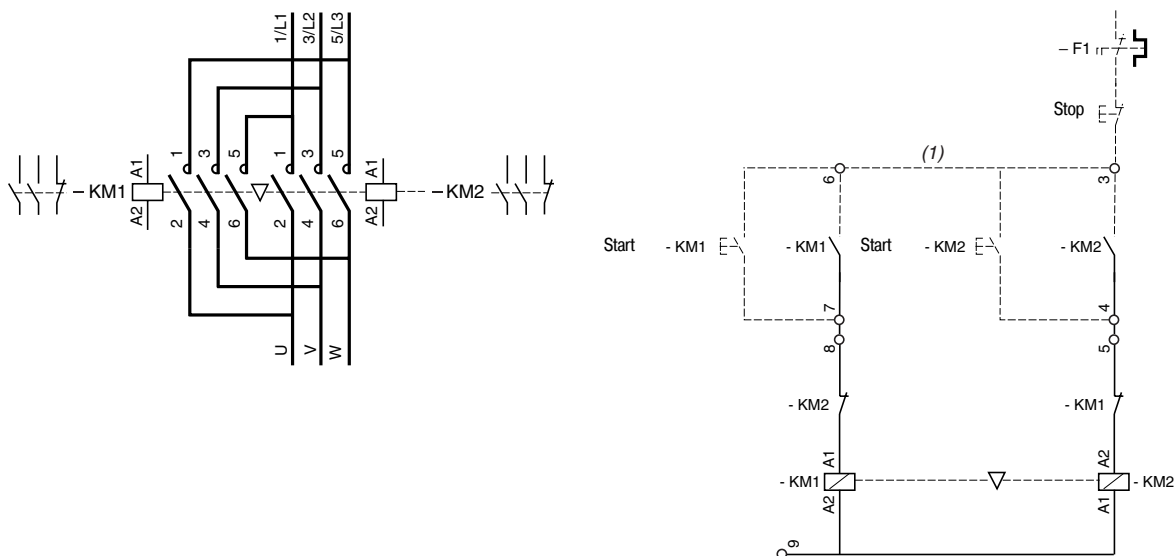 1/L1
3/L2
5/L3
1
3
5
1
3
5
A1
A1
– KM1
– KM2
A2
A2
2
4
6
2
4
6
U
V
W
– F1
Stop
(1)
6
3
Start
- KM1
- KM1
Start
- KM2
- KM2
7
4
8
5
- KM2
- KM1
A1
A2
- KM1
- KM2
A2
A1
9